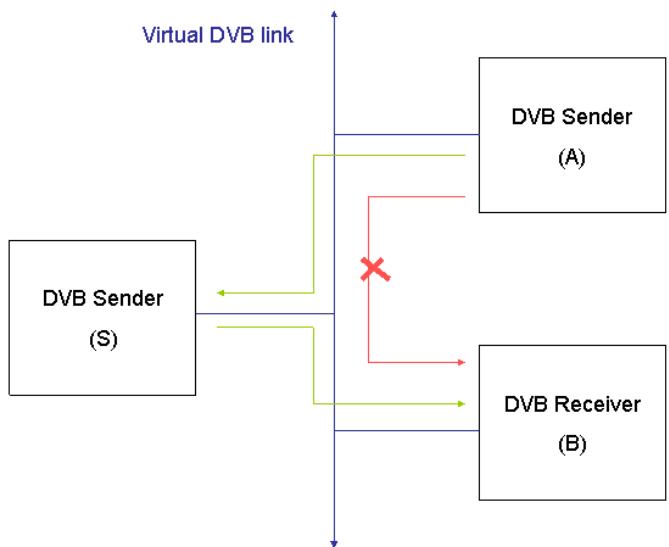 Virtual DVB link
DVB Sender
(A)
DVB Sender
(S)
DVB Receiver
(B)